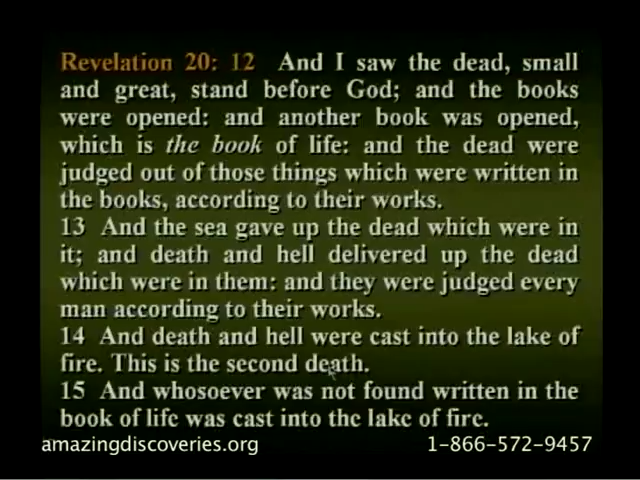 Revelation 20: 12 And I saw the dead, small
and great, stand before God; and the books
were opened: and another book was opened,
which is the book of life: and the dead were
judged out of those things which were written in
the books, according to their works.
13 And the sea gave up the dead which were in
it; and death and hell delivered up the dead
which were in them: and they were judged every
man according to their works.
14 And death and hell were cast into the lake of
fire. This is the second death.
15 And whosoever was not found written in the
book of life was cast into the lake of fire.
amazingdiscoveries.org 1-866-572-9457